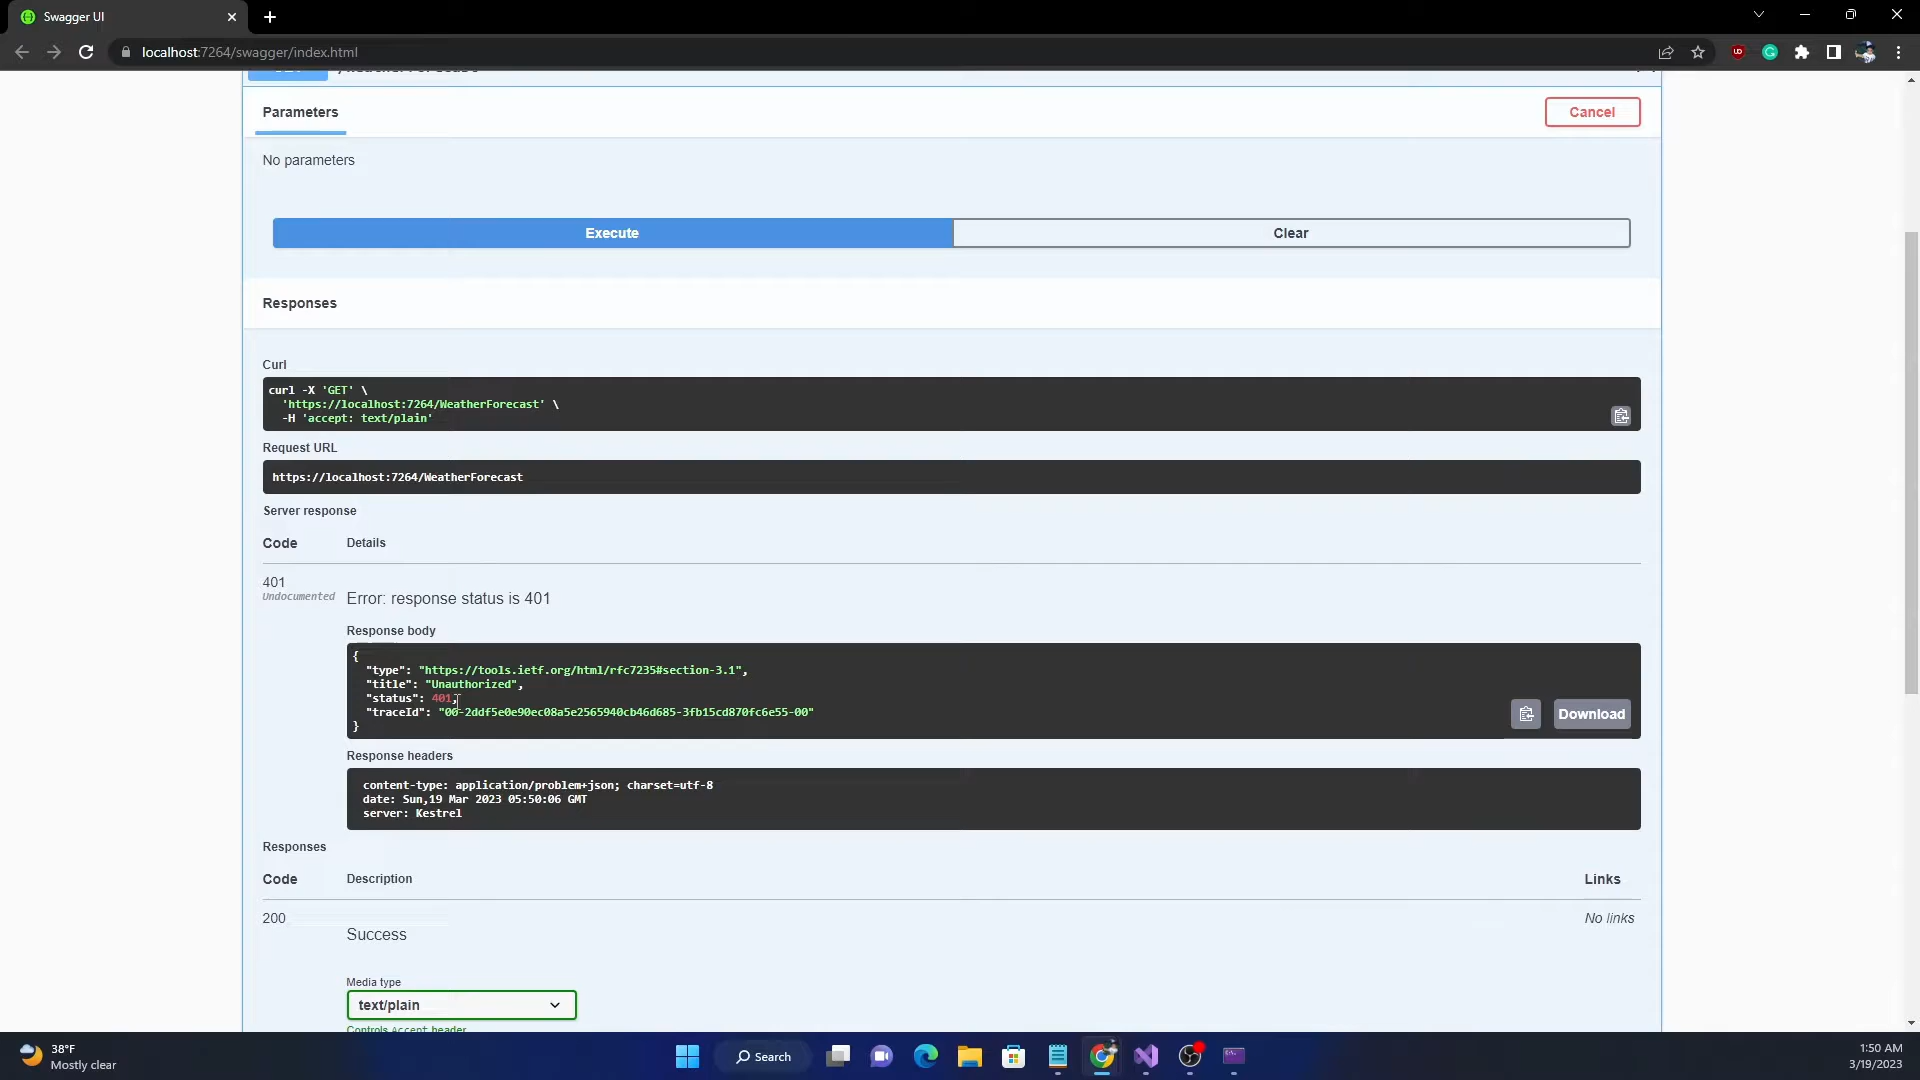 Swagger UI
localhost:7264/swagger/index.html
Parameters
Cancel
No parameters
Execute
Clear
Responses
Curl
curl -X 'GET' \
'https://localhost:7264/WeatherForecast' \
-H 'accept: text/plain'
Request URL
https://localhost:7264/WeatherForecast
Server response
Code Details
401
Undocumented
Error: response status is 401
Response body
{
"type": "https://tools.ietf.org/html/rfc7235#section-3.1",
"title": "Unauthorized",
"status": 401,
"traceId": "00-2ddf5e0e90ec08a5e2565940cb46d685-3fb15cd870fc6e55-00"
}
Download
Response headers
content-type: application/problem+json; charset=utf-8
date: Sun,19 Mar 2023 05:50:06 GMT
server: Kestrel
Responses
Code Description Links
200
Success
No links
Media type
text/plain
Controls Accept header
38°F
Mostly clear
Search
1:50 AM
3/19/2023